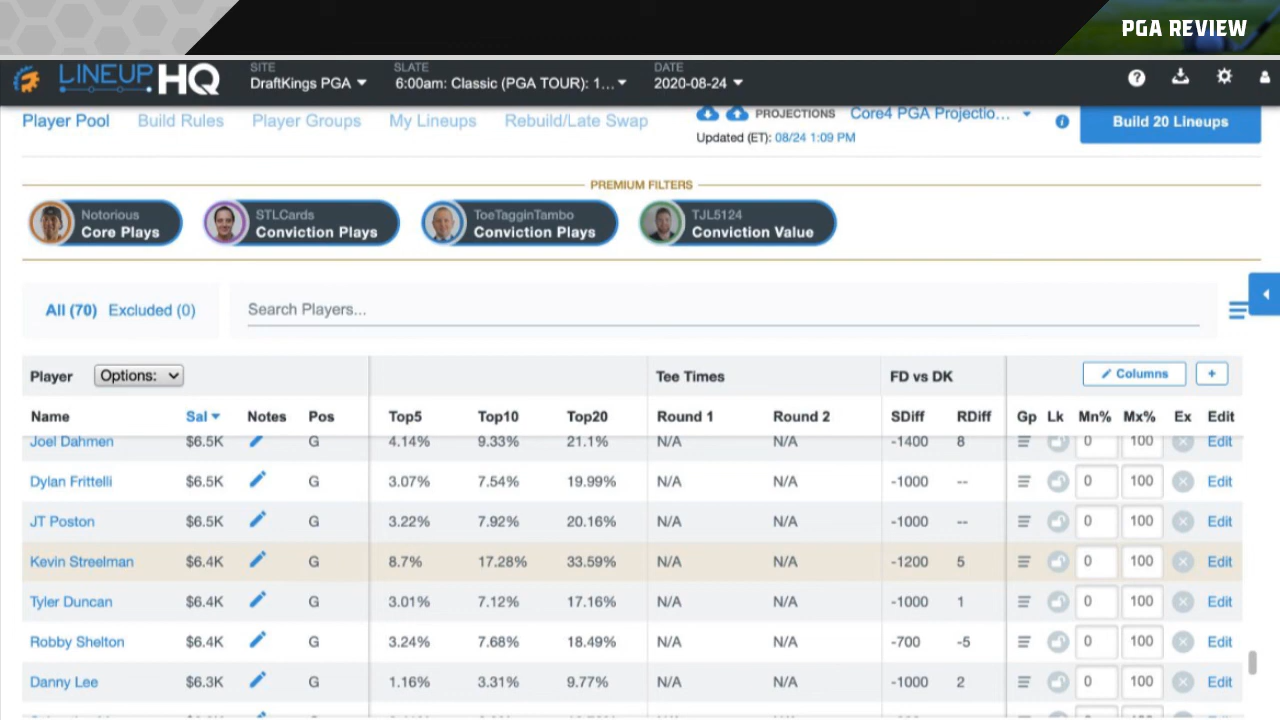 PGA REVIEW
LINEUPHQ
SITE
DraftKings PGA
SLATE
6:00am: Classic (PGA TOUR): 1...
DATE
2020-08-24
Player Pool Build Rules Player Groups My Lineups Rebuild/Late Swap
PROJECTIONS Core4 PGA Projectio...
Updated (ET): 08/24 1:09 PM
Build 20 Lineups
PREMIUM FILTERS
Notorious
Core Plays
STLCards
Conviction Plays
ToeTagginTambo
Conviction Plays
TJL5124
Conviction Value
All (70) Excluded (0) Search Players...
Player Options: Tee Times FD vs DK Columns +
Name Sal Notes Pos Top5 Top10 Top20 Round 1 Round 2 SDiff RDiff Gp Lk Mn% Mx% Ex Edit
Joel Dahmen $6.5K G 4.14% 9.33% 21.1% N/A N/A -1400 8 0 100 Edit
Dylan Frittelli $6.5K G 3.07% 7.54% 19.99% N/A N/A -1000 -- 0 100 Edit
JT Poston $6.5K G 3.22% 7.92% 20.16% N/A N/A -1000 -- 0 100 Edit
Kevin Streelman $6.4K G 8.7% 17.28% 33.59% N/A N/A -1200 5 0 100 Edit
Tyler Duncan $6.4K G 3.01% 7.12% 17.16% N/A N/A -1000 1 0 100 Edit
Robby Shelton $6.4K G 3.24% 7.68% 18.49% N/A N/A -700 -5 0 100 Edit
Danny Lee $6.3K G 1.16% 3.31% 9.77% N/A N/A -1000 2 0 100 Edit